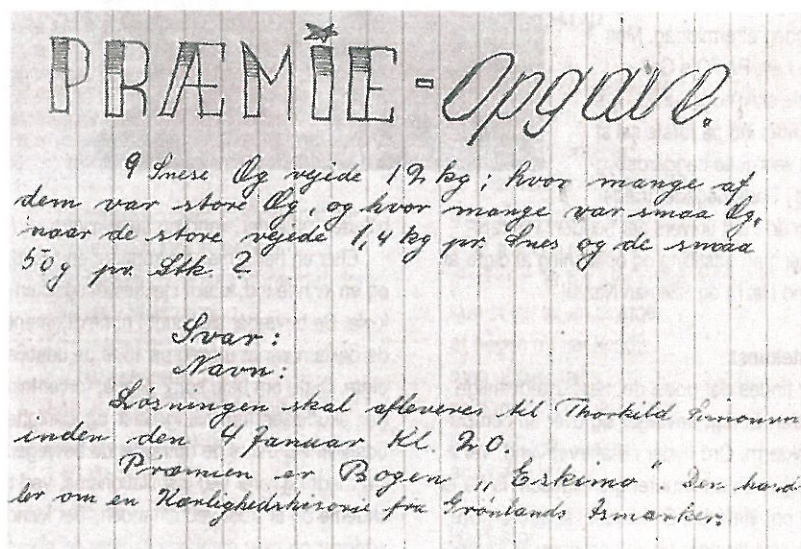 PRÆMIE - Opgave.
9 Snese Æg vejede 12 kg; hvor mange af
dem var store Æg, og hvor mange var smaa Æg,
naar de store vejede 1,4 kg pr. Snes og de smaa
50 g pr. Stk. ?
Svar:
Navn:
Løsningen skal afleveres til Thorkild Simonsen
inden den 4 Januar Kl. 20.
Præmien er Bogen „Eskimo“ Den hand
ler om en Kærlighedshisorie fra Grønlands Ismarker.